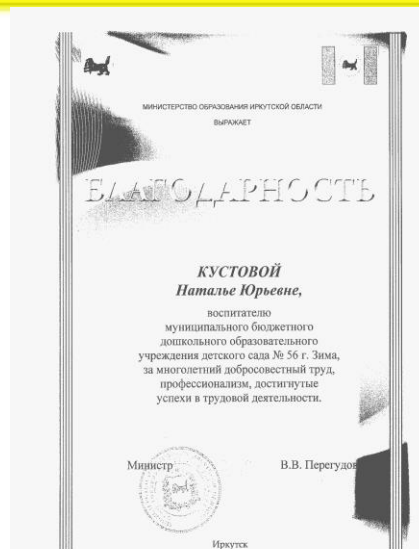 МИНИСТЕРСТВО ОБРАЗОВАНИЯ ИРКУТСКОЙ ОБЛАСТИ
ВЫРАЖАЕТ
БЛАГОДАРНОСТЬ
КУСТОВОЙ
Наталье Юрьевне,
воспитателю
муниципального бюджетного
дошкольного образовательного
учреждения детского сада № 56 г. Зима,
за многолетний добросовестный труд,
профессионализм, достигнутые
успехи в трудовой деятельности.
Министр В.В. Перегудов
Иркутск